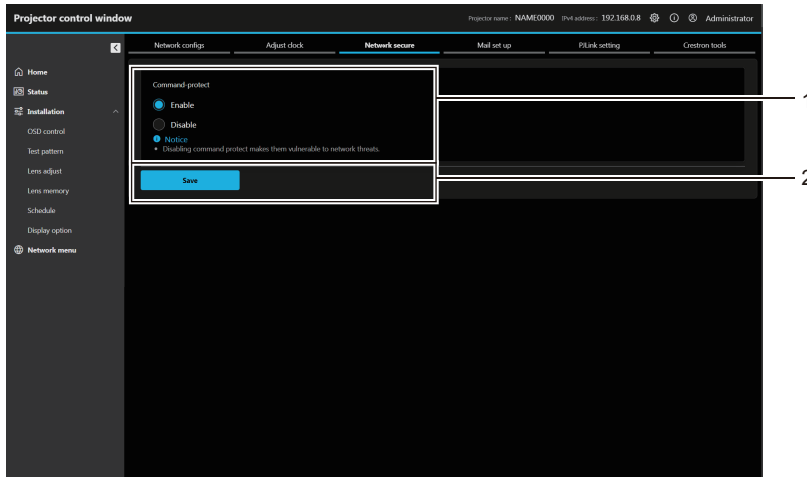 Projector control window
Projector name : NAME0000 IPv4 address : 192.168.0.8 Administrator
Network configs Adjust clock Network secure Mail set up PJLink setting Crestron tools
Home
Status
Installation
OSD control
Test pattern
Lens adjust
Lens memory
Schedule
Display option
Network menu
Command-protect
Enable
Disable
Notice
• Disabling command protect makes them vulnerable to network threats.
Save
1
2